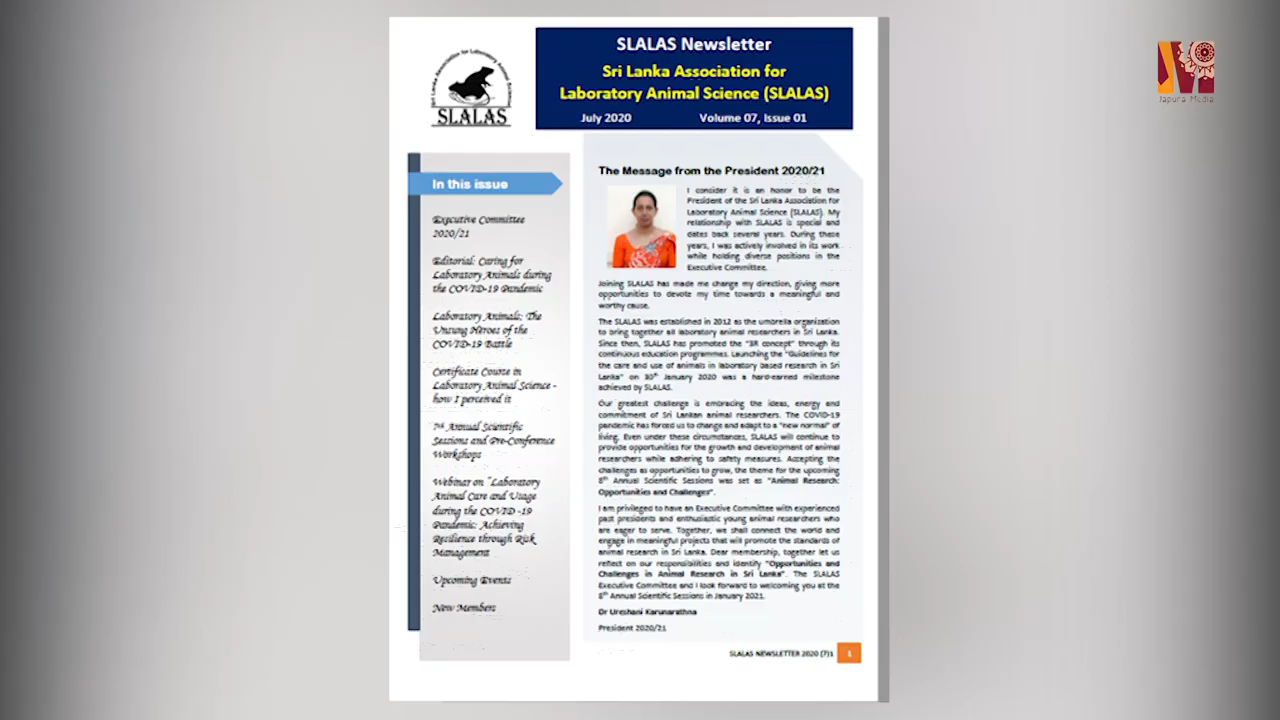 Sri Lanka Association for Laboratory Animal Science
SLALAS
SLALAS Newsletter
Sri Lanka Association for
Laboratory Animal Science (SLALAS)
July 2020 Volume 07, Issue 01
Japura Media
In this issue
Executive Committee
2020/21
Editorial: Caring for
Laboratory Animals during
the COVID-19 Pandemic
Laboratory Animals; The
Unsung Heroes of the
COVID-19 Battle
Certificate Course in
Laboratory Animal Science -
how I perceived it
7th Annual Scientific
Sessions and Pre-Conference
Workshops
Webinar on "Laboratory
Animal Care and Usage
during the COVID -19
Pandemic: Achieving
Resilience through Risk
Management
Upcoming Events
New Members
The Message from the President 2020/21
I consider it is an honor to be the
President of the Sri Lanka Association for
Laboratory Animal Science (SLALAS). My
relationship with SLALAS is special and
dates back several years. During these
years, I was actively involved in its work
while holding diverse positions in the
Executive Committee.
Joining SLALAS has made me change my direction, giving more
opportunities to devote my time towards a meaningful and
worthy cause.
The SLALAS was established in 2012 as the umbrella organization
to bring together all laboratory animal researchers in Sri Lanka.
Since then, SLALAS has promoted the "3R concept" through its
continuous education programmes. Launching the "Guidelines for
the care and use of animals in laboratory based research in Sri
Lanka" on 30th January 2020 was a hard-earned milestone
achieved by SLALAS.
Our greatest challenge is embracing the ideas, energy and
commitment of Sri Lankan animal researchers. The COVID-19
pandemic has forced us to change and adapt to a "new normal" of
living. Even under these circumstances, SLALAS will continue to
provide opportunities for the growth and development of animal
researchers while adhering to safety measures. Accepting the
challenges as opportunities to grow, the theme for the upcoming
8th Annual Scientific Sessions was set as "Animal Research:
Opportunities and Challenges".
I am privileged to have an Executive Committee with experienced
past presidents and enthusiastic young animal researchers who
are eager to serve. Together, we shall connect the world and
engage in meaningful projects that will promote the standards of
animal research in Sri Lanka. Dear membership, together let us
reflect on our responsibilities and identify "Opportunities and
Challenges in Animal Research in Sri Lanka". The SLALAS
Executive Committee and I look forward to welcoming you at the
8th Annual Scientific Sessions in January 2021.
Dr Ureshani Karunarathna
President 2020/21
SLALAS NEWSLETTER 2020 (7)1 1